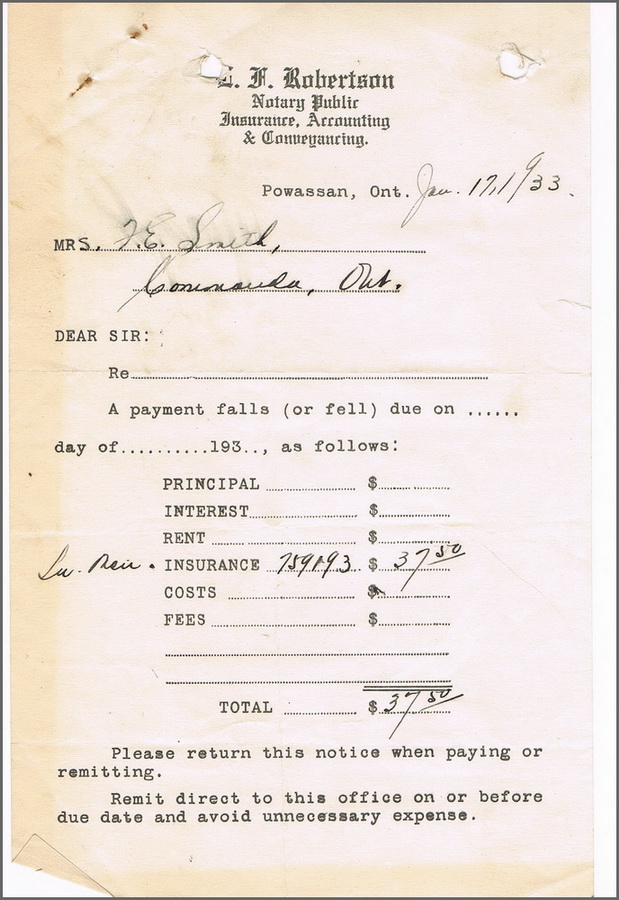 E. F. Robertson
Notary Public
Insurance, Accounting
& Conveyancing.
Powassan, Ont. Jan. 17, 1933.
MRS. F.E. Smith,
Commanda, Ont.
DEAR SIR:
Re
A payment falls (or fell) due on ......
day of..........193.., as follows:
PRINCIPAL $
INTEREST $
RENT $
INSURANCE 759193 $ 37 50
COSTS $
FEES $
TOTAL $ 37 50
Please return this notice when paying or
remitting.
Remit direct to this office on or before
due date and avoid unnecessary expense.